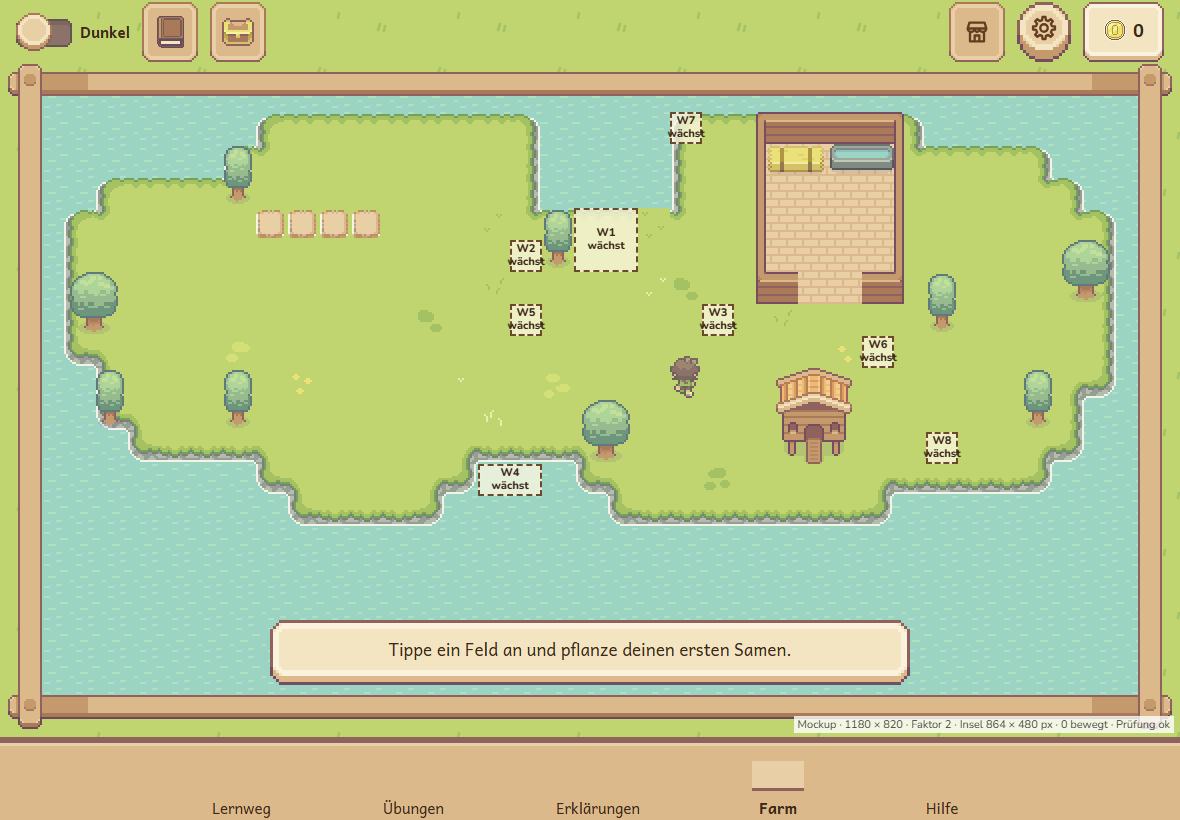 Dunkel
0
W7
wächst
W1
wächst
W2
wächst
W5
wächst
W3
wächst
W6
wächst
W8
wächst
W4
wächst
Tippe ein Feld an und pflanze deinen ersten Samen.
Mockup · 1180 × 820 · Faktor 2 · Insel 864 × 480 px · 0 bewegt · Prüfung ok
Lernweg
Übungen
Erklärungen
Farm
Hilfe